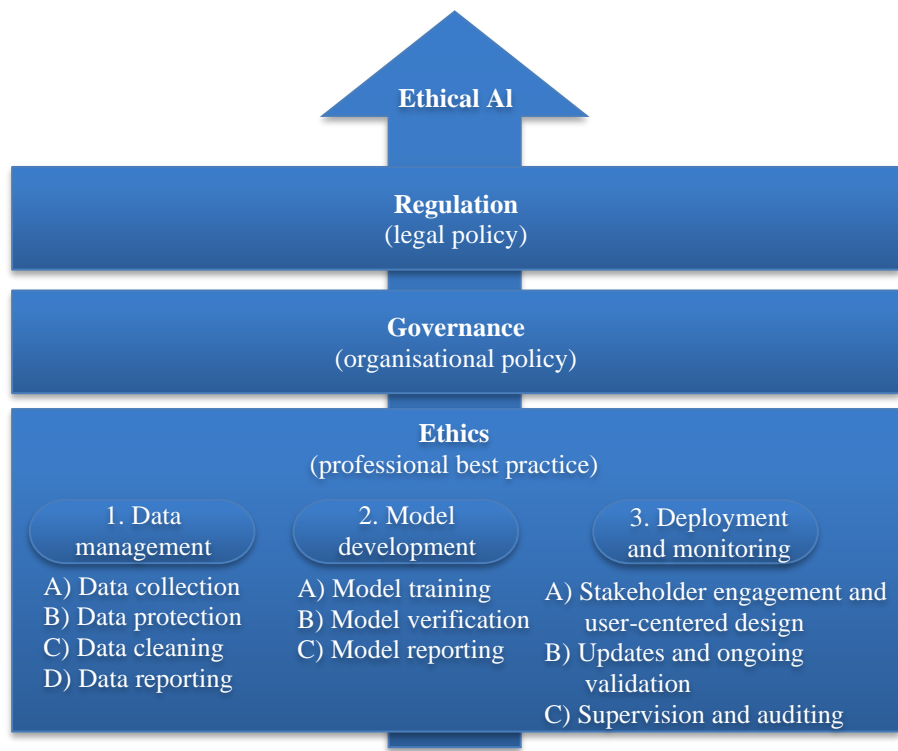 Ethical Al
Regulation
(legal policy)
Governance
(organisational policy)
Ethics
(professional best practice)
1. Data
management
A) Data collection
B) Data protection
C) Data cleaning
D) Data reporting
2. Model
development
A) Model training
B) Model verification
C) Model reporting
3. Deployment
and monitoring
A) Stakeholder engagement and
user-centered design
B) Updates and ongoing
validation
C) Supervision and auditing